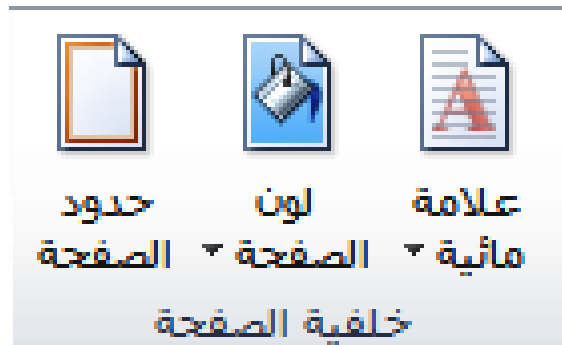 علامة
مائية
لون
الصفحة
حدود
الصفحة
خلفية الصفحة